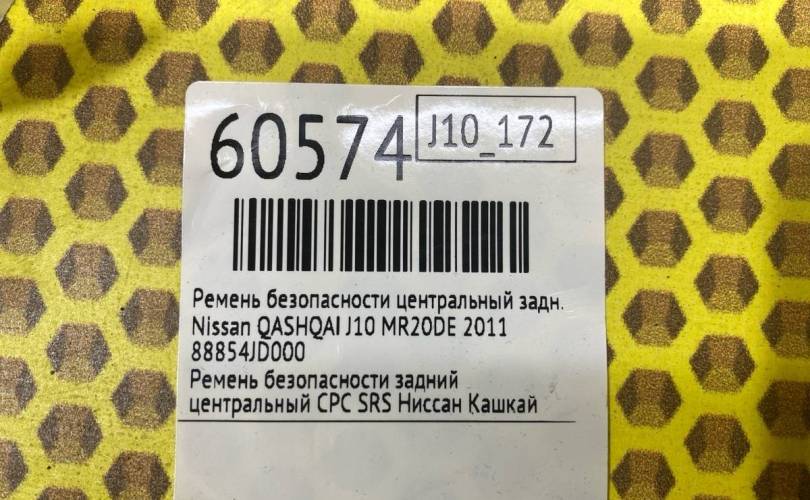 60574
J10_172
Ремень безопасности центральный задн.
Nissan QASHQAI J10 MR20DE 2011
88854JD000
Ремень безопасности задний
центральный СРС SRS Ниссан Кашкай